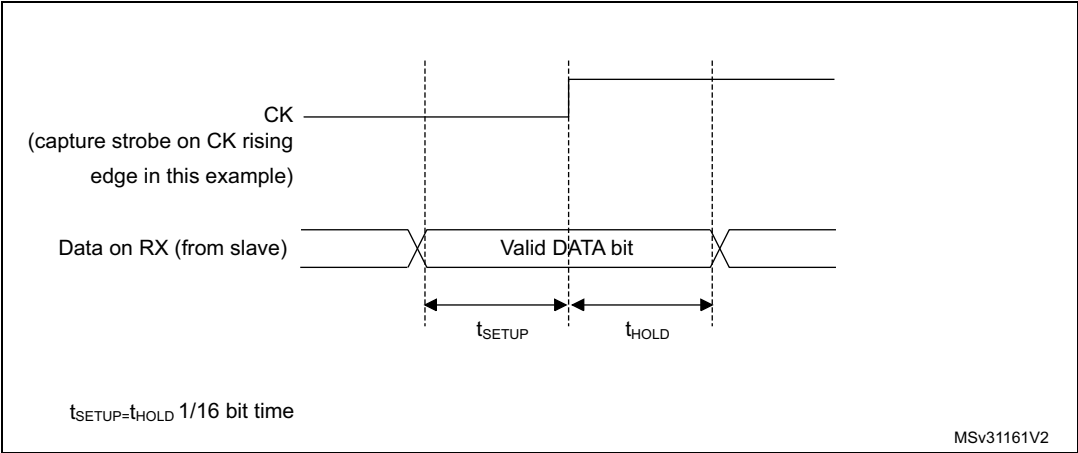 CK
(capture strobe on CK rising
edge in this example)
Data on RX (from slave)
Valid DATA bit
tSETUP
tHOLD
tSETUP=tHOLD 1/16 bit time
MSv31161V2